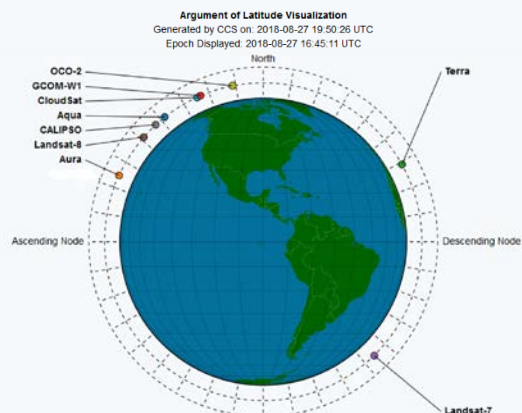 Argument of Latitude Visualization
Generated by CCS on: 2018-08-27 19:50:26 UTC
Epoch Displayed: 2018-08-27 16:45:11 UTC
North
OCO-2
GCOM-W1
CloudSat
Aqua
CALIPSO
Landsat-8
Aura
Terra
Ascending Node
Descending Node
Landsat-7